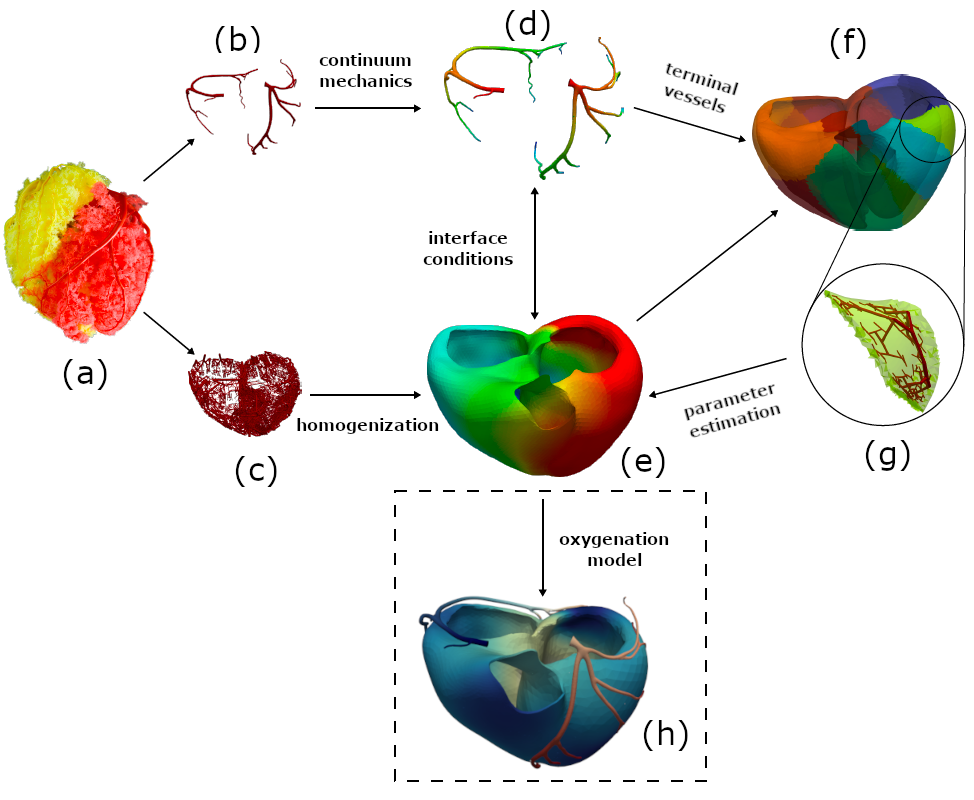 (b)
continuum
mechanics
(d)
terminal
vessels
(f)
(a)
interface
conditions
(c)
homogenization
(e)
parameter
estimation
(g)
oxygenation
model
(h)